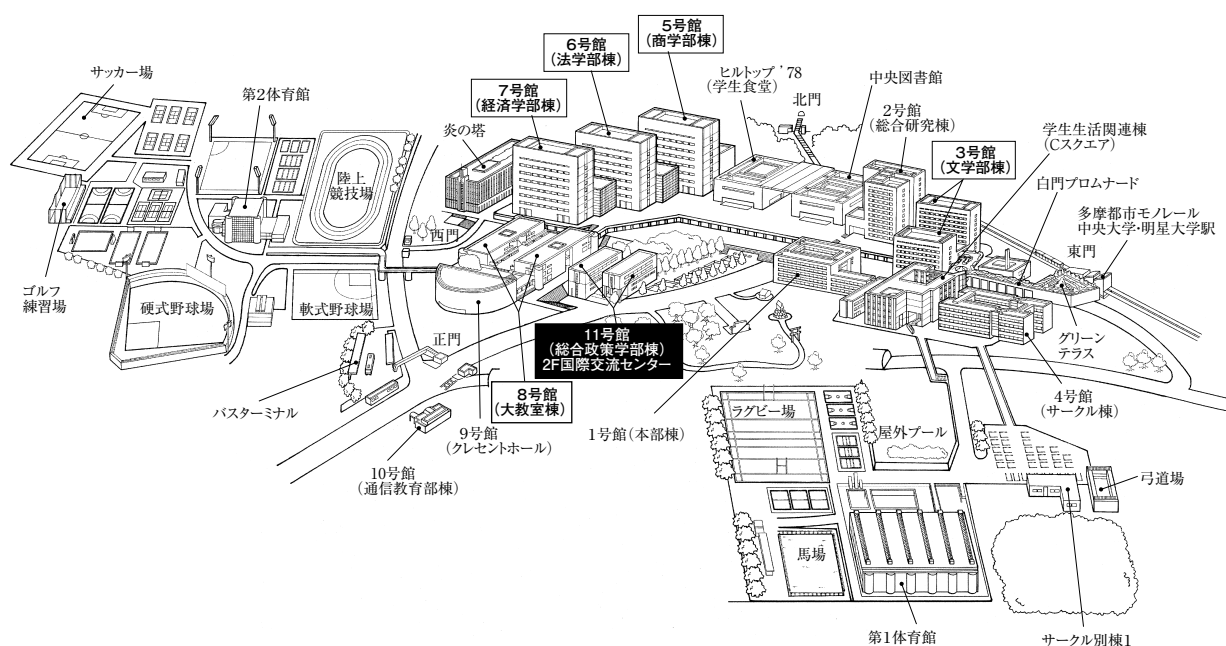 5号館
(商学部棟)
6号館
(法学部棟)
7号館
(経済学部棟)
サッカー場
第2体育館
炎の塔
ヒルトップ ’78
(学生食堂)
北門
中央図書館
2号館
(総合研究棟)
学生生活関連棟
(Cスクエア)
3号館
(文学部棟)
白門プロムナード
多摩都市モノレール
中央大学・明星大学駅
東門
陸上
競技場
西門
ゴルフ
練習場
硬式野球場
軟式野球場
正門
バスターミナル
11号館
(総合政策学部棟)
2F国際交流センター
8号館
(大教室棟)
9号館
(クレセントホール)
10号館
(通信教育部棟)
1号館(本部棟)
グリーン
テラス
4号館
(サークル棟)
ラグビー場
屋外プール
弓道場
馬場
第1体育館
サークル別棟1